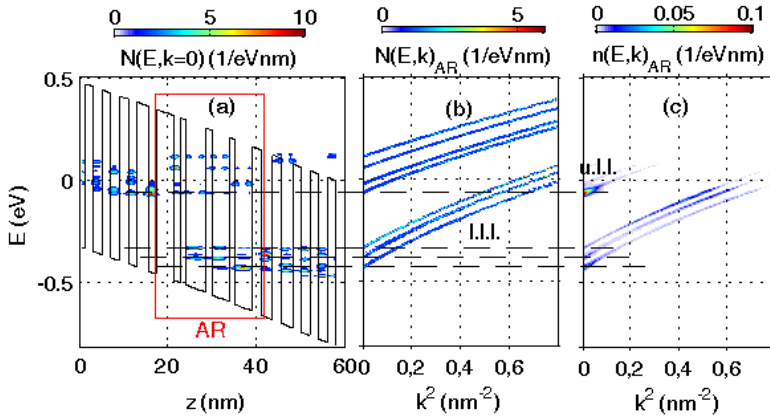 0 5 10
0 5
0 0.05 0.1
N(E,k=0) (1/eVnm)
N(E,k)AR (1/eVnm)
n(E,k)AR (1/eVnm)
0.5
(a)
(b)
(c)
u.l.l.
0
E (eV)
l.l.l.
-0.5
AR
0 20 40 60
0 0,2 0,4 0,6
0 0,2 0,4 0,6
z (nm)
k² (nm⁻²)
k² (nm⁻²)